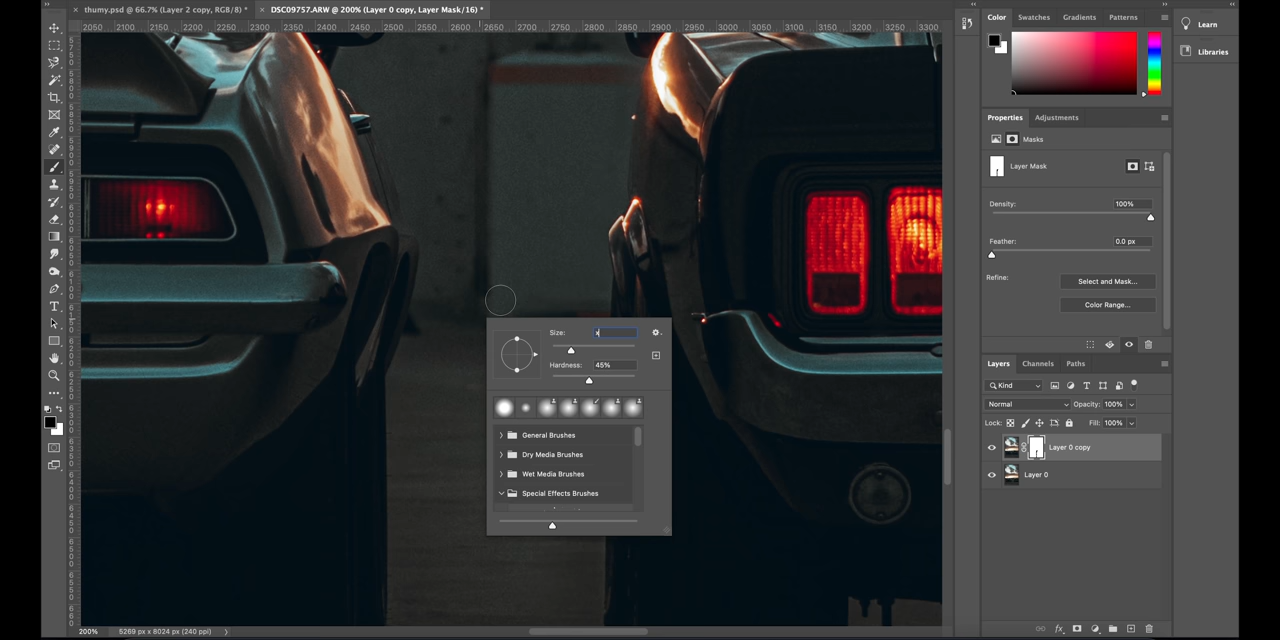 × thumy.psd @ 66.7% (Layer 2 copy, RGB/8) * × DSC09757.ARW @ 200% (Layer 0 copy, Layer Mask/16) *
2050 2100 2150 2200 2250 2300 2350 2400 2450 2500 2550 2600 2650 2700 2750 2800 2850 2900 2950 3000 3050 3100 3150 3200 3250 3300
Color Swatches Gradients Patterns
Learn
Libraries
Properties Adjustments
Masks
Layer Mask
Density: 100%
Feather: 0.0 px
Refine: Select and Mask...
Color Range...
Size: x
Hardness: 45%
General Brushes
Dry Media Brushes
Wet Media Brushes
Special Effects Brushes
Layers Channels Paths
Kind
Normal Opacity: 100%
Lock: Fill: 100%
Layer 0 copy
Layer 0
fx
200% 5269 px x 8024 px (240 ppi)